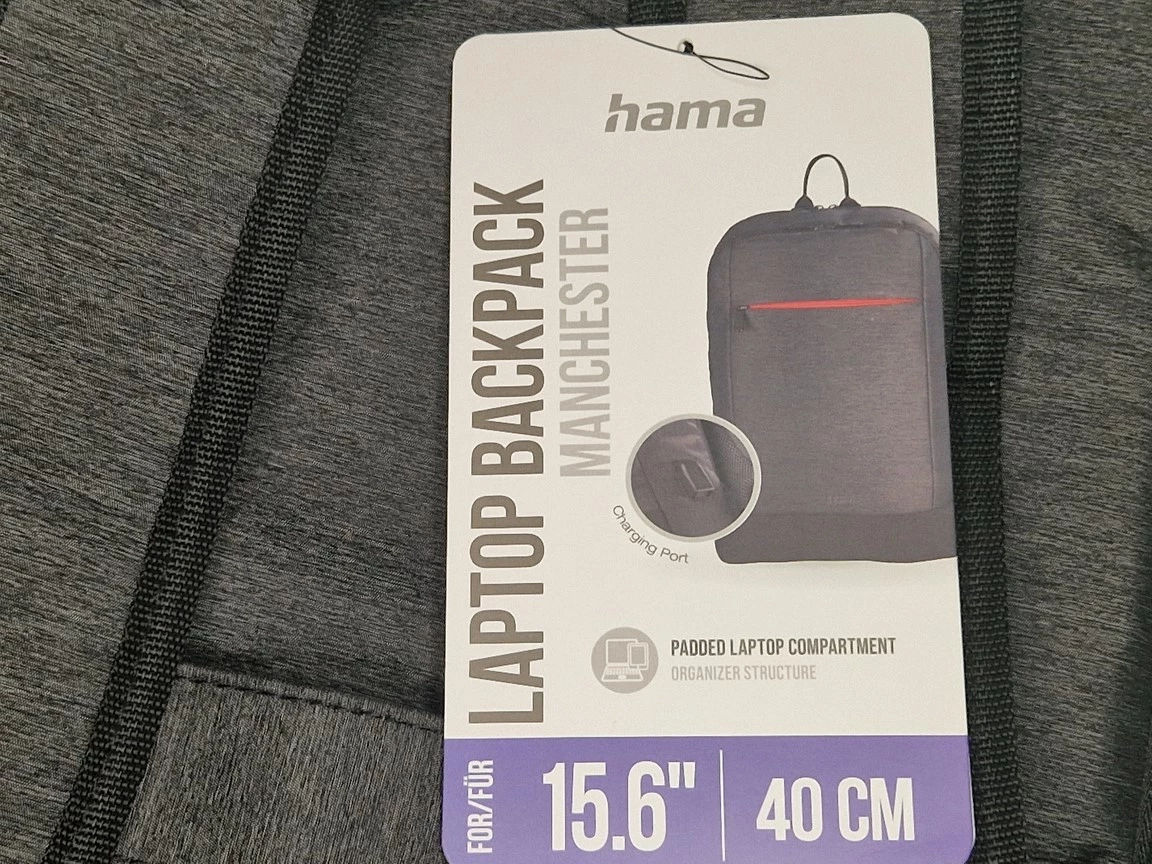 hama
LAPTOP BACKPACK
MANCHESTER
Charging Port
PADDED LAPTOP COMPARTMENT
ORGANIZER STRUCTURE
FOR/FÜR
15.6"
40 CM